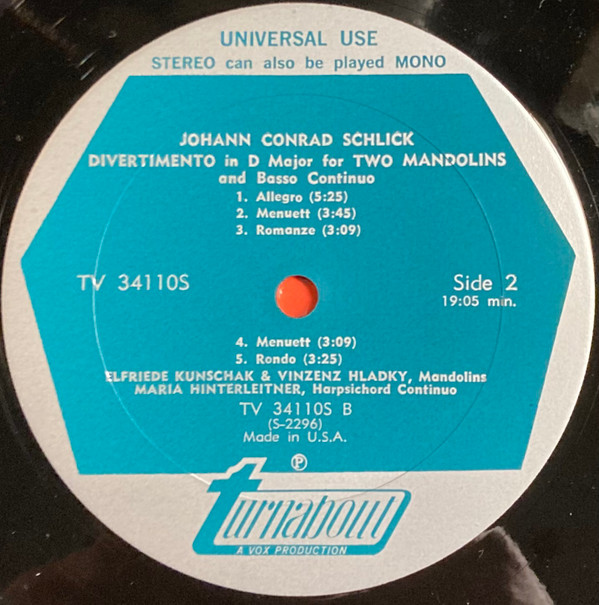 UNIVERSAL USE
STEREO can also be played MONO
JOHANN CONRAD SCHLICK
DIVERTIMENTO in D Major for TWO MANDOLINS
and Basso Continuo
1. Allegro (5:25)
2. Menuett (3:45)
3. Romanze (3:09)
TV 34110S
Side 2
19:05 min.
4. Menuett (3:09)
5. Rondo (3:25)
ELFRIEDE KUNSCHAK & VINZENZ HLADKY, Mandolins
MARIA HINTERLEITNER, Harpsichord Continuo
TV 34110S B
(S-2296)
Made in U.S.A.
℗
turnabout
A VOX PRODUCTION